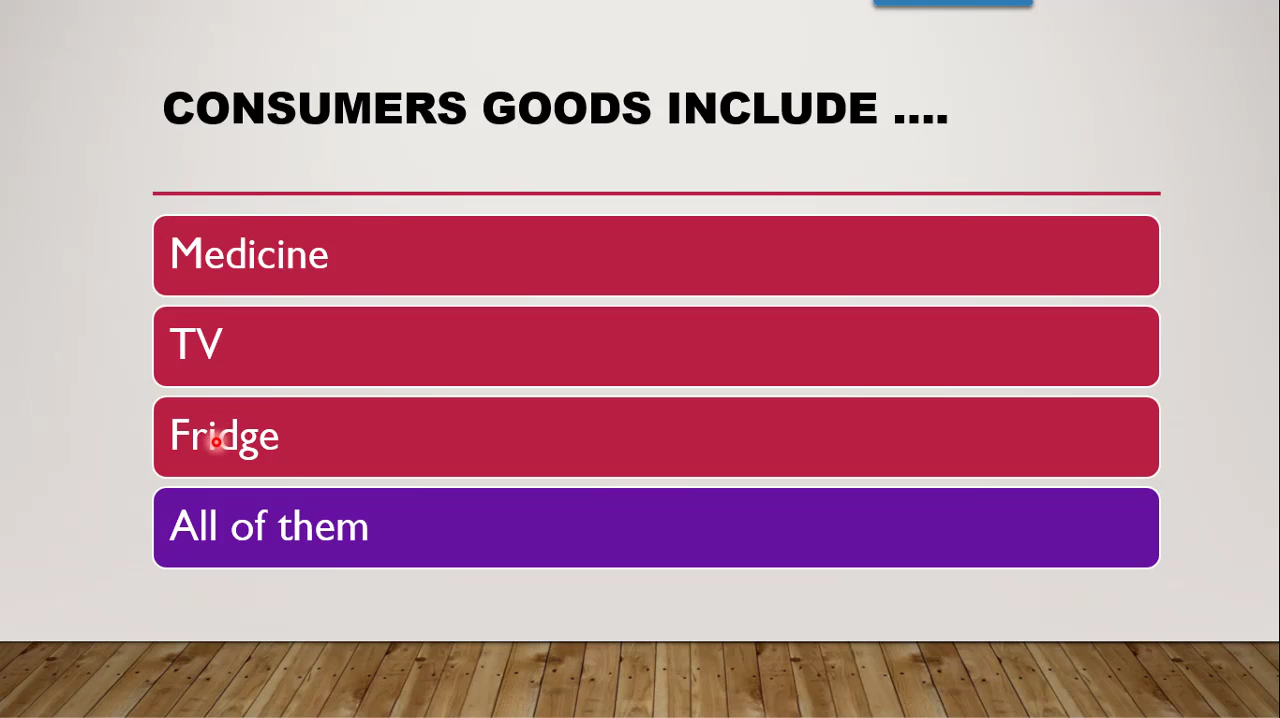 CONSUMERS GOODS INCLUDE ....
Medicine
TV
Fridge
All of them